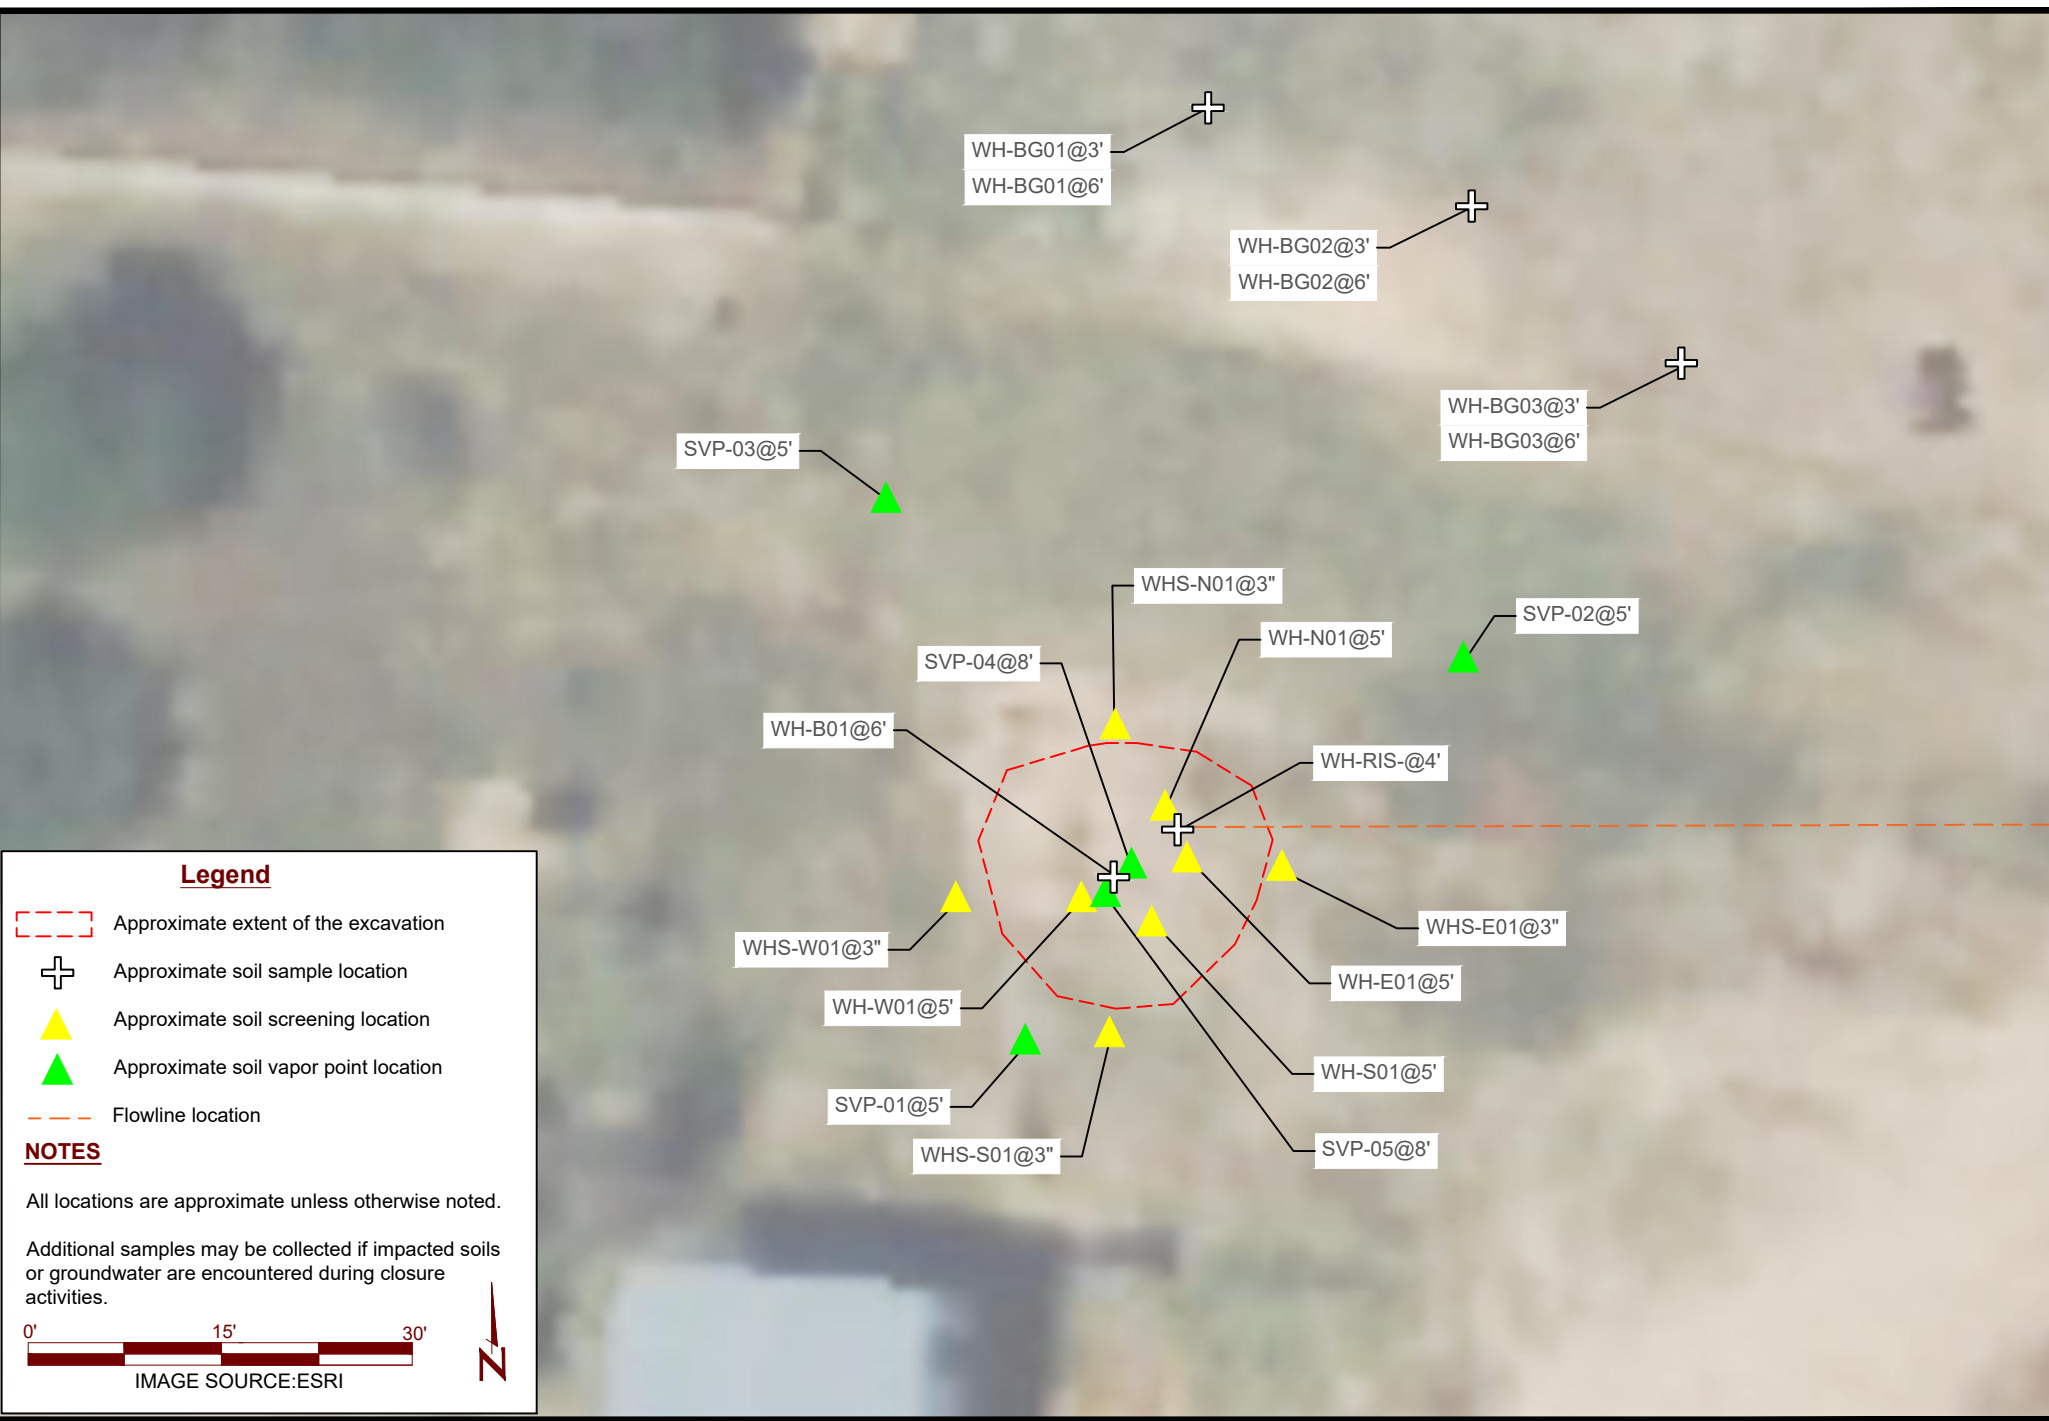 WH-BG01@3'
WH-BG01@6'
WH-BG02@3'
WH-BG02@6'
WH-BG03@3'
WH-BG03@6'
SVP-03@5'
WHS-N01@3"
SVP-02@5'
WH-N01@5'
SVP-04@8'
WH-B01@6'
WH-RIS-@4'
WHS-E01@3"
WHS-W01@3"
WH-E01@5'
WH-W01@5'
WH-S01@5'
SVP-01@5'
SVP-05@8'
WHS-S01@3"
Legend
Approximate extent of the excavation
Approximate soil sample location
Approximate soil screening location
Approximate soil vapor point location
Flowline location
NOTES
All locations are approximate unless otherwise noted.
Additional samples may be collected if impacted soils
or groundwater are encountered during closure
activities.
0' 15' 30'
N
IMAGE SOURCE:ESRI